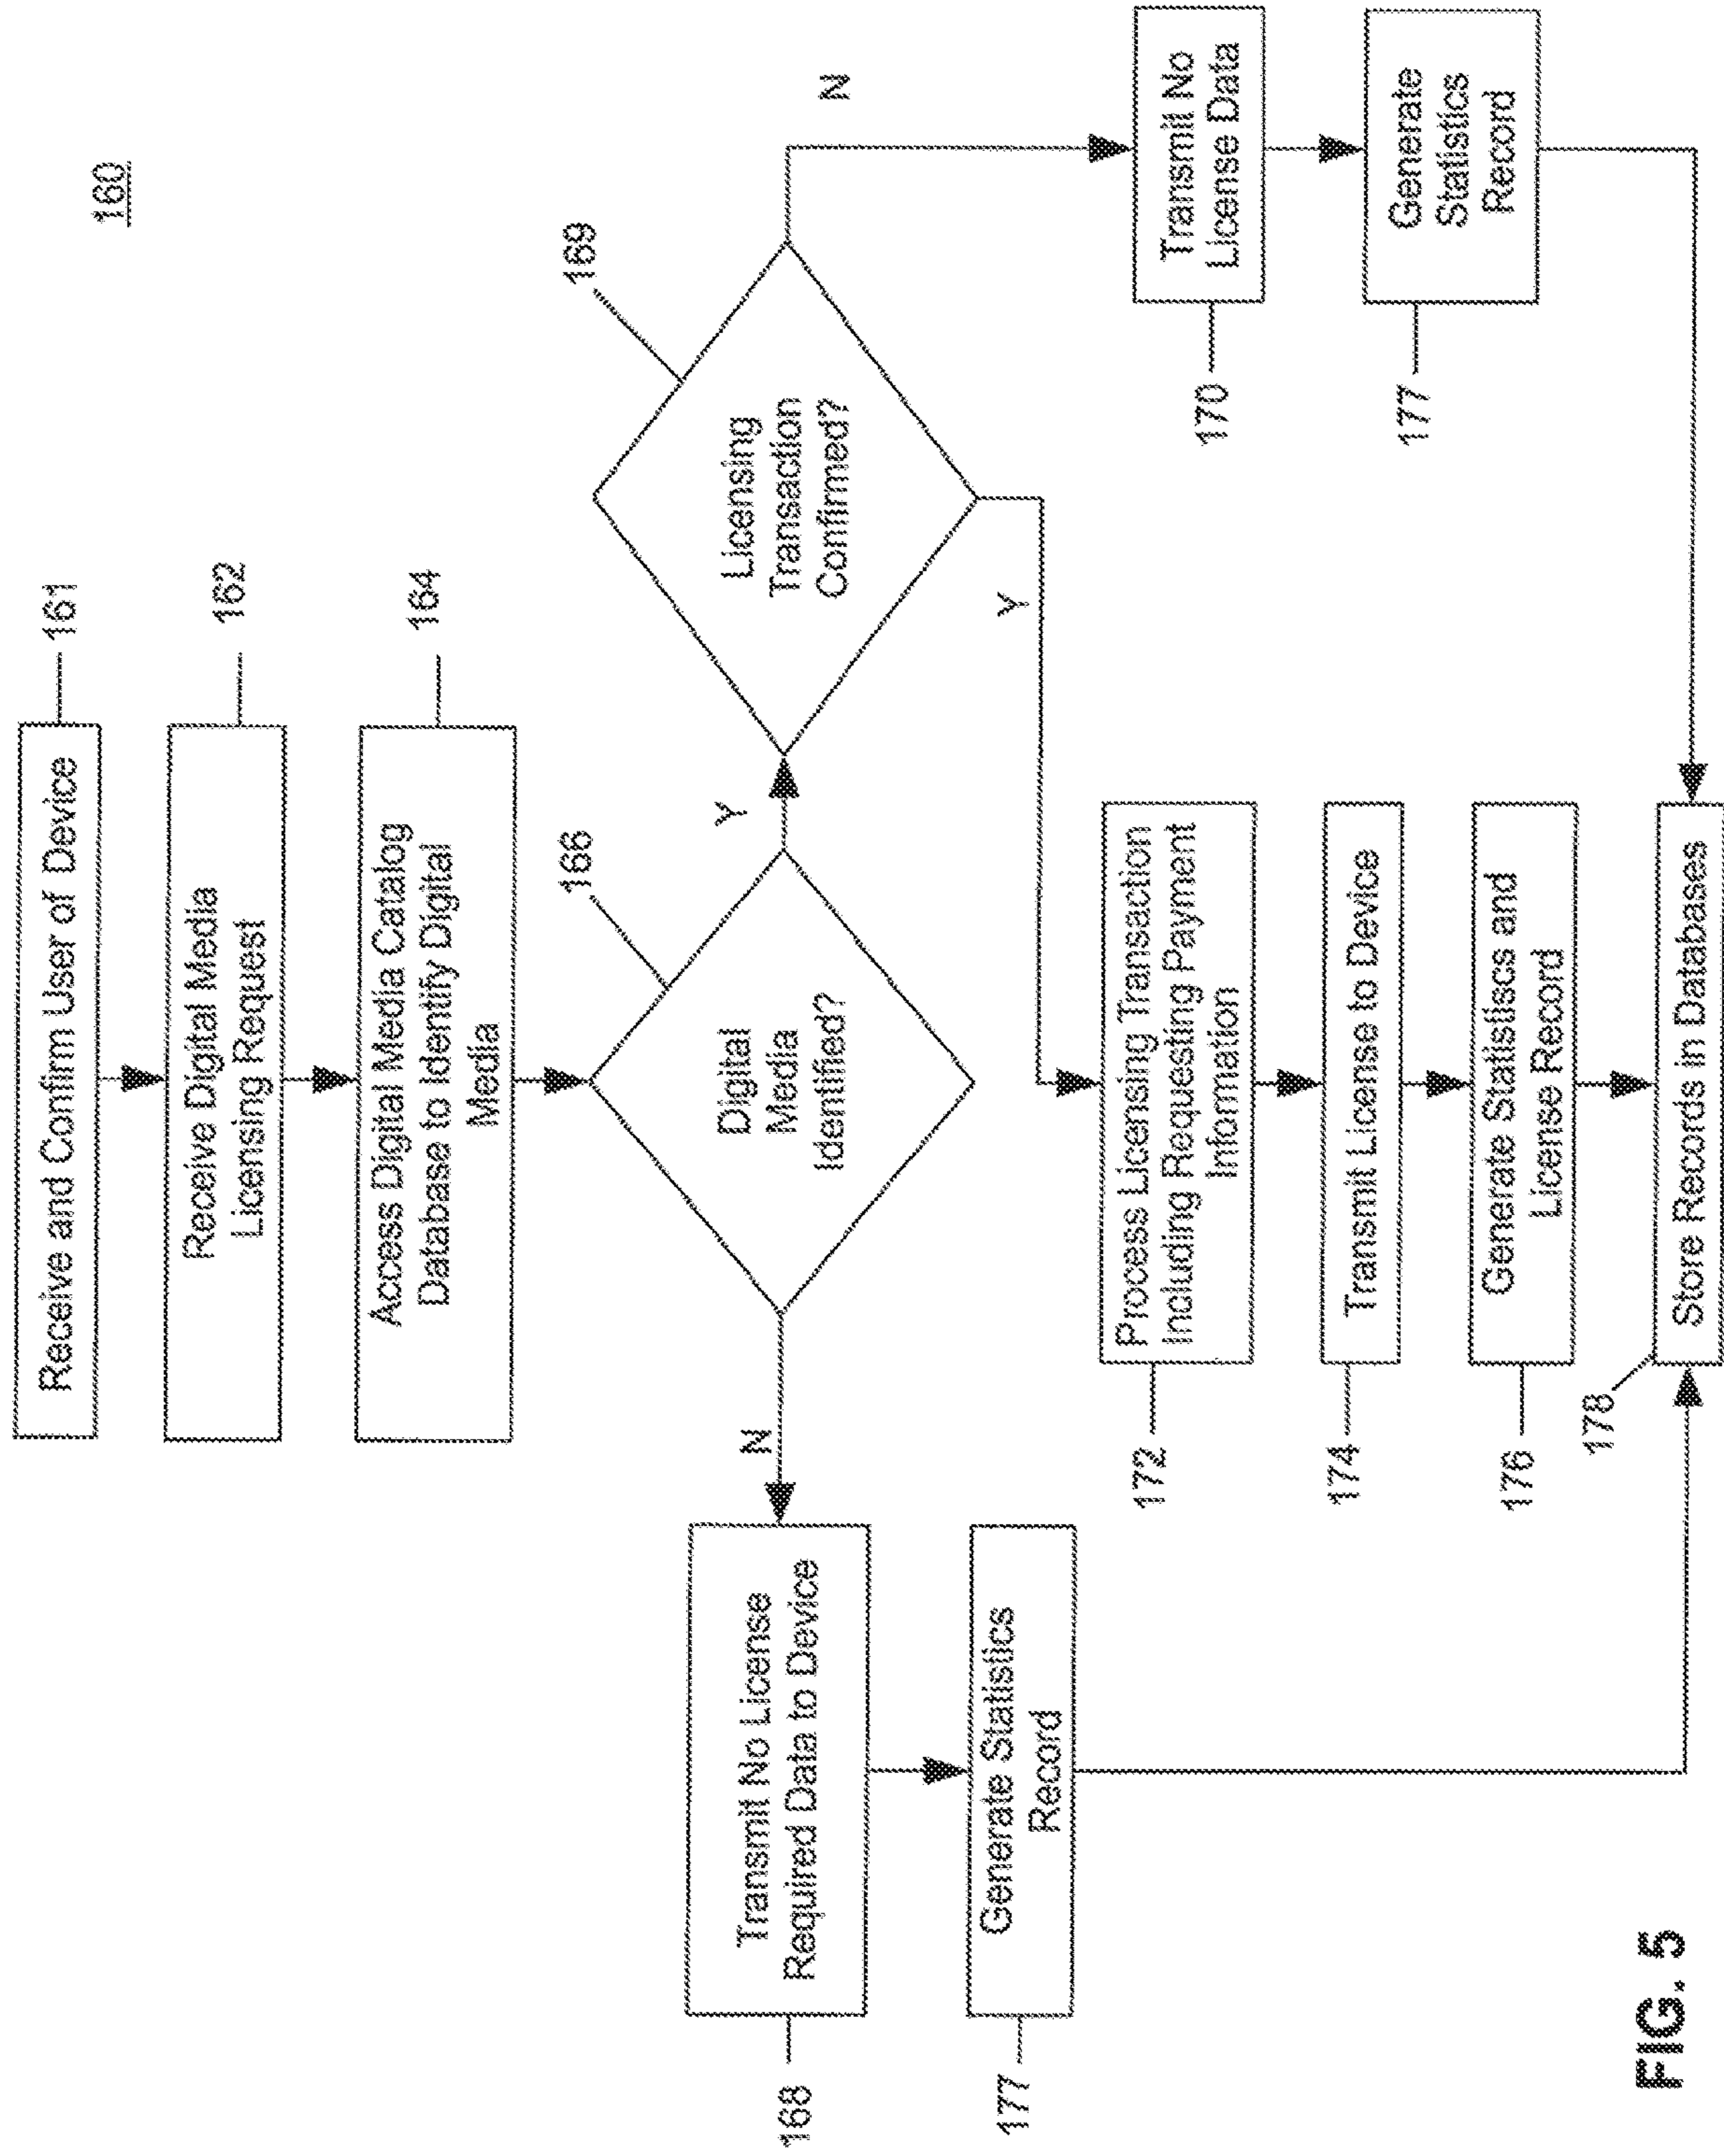 160
Receive and Confirm User of Device
161
Receive Digital Media
Licensing Request
162
Access Digital Media Catalog
Database to Identify Digital
Media
164
166
Digital
Media
Identified?
N
Y
169
Licensing
Transaction
Confirmed?
Y
N
Transmit No License
Required Data to Device
168
Generate Statistics
Record
177
Process Licensing Transaction
Including Requesting Payment
Information
172
Transmit License to Device
174
Generate Statistiscs and
License Record
176
Transmit No
License Data
170
Generate
Statistics
Record
177
178
Store Records in Databases
FIG. 5